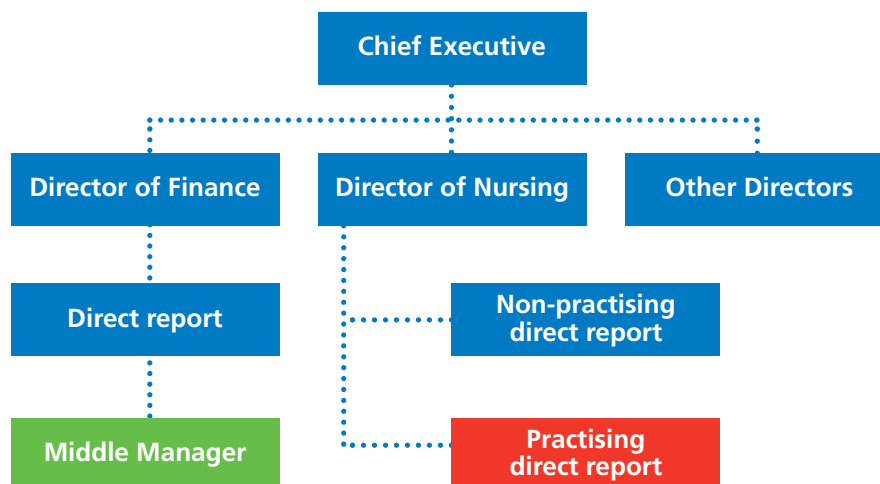 Chief Executive
Director of Finance
Director of Nursing
Other Directors
Direct report
Non-practising
direct report
Middle Manager
Practising
direct report